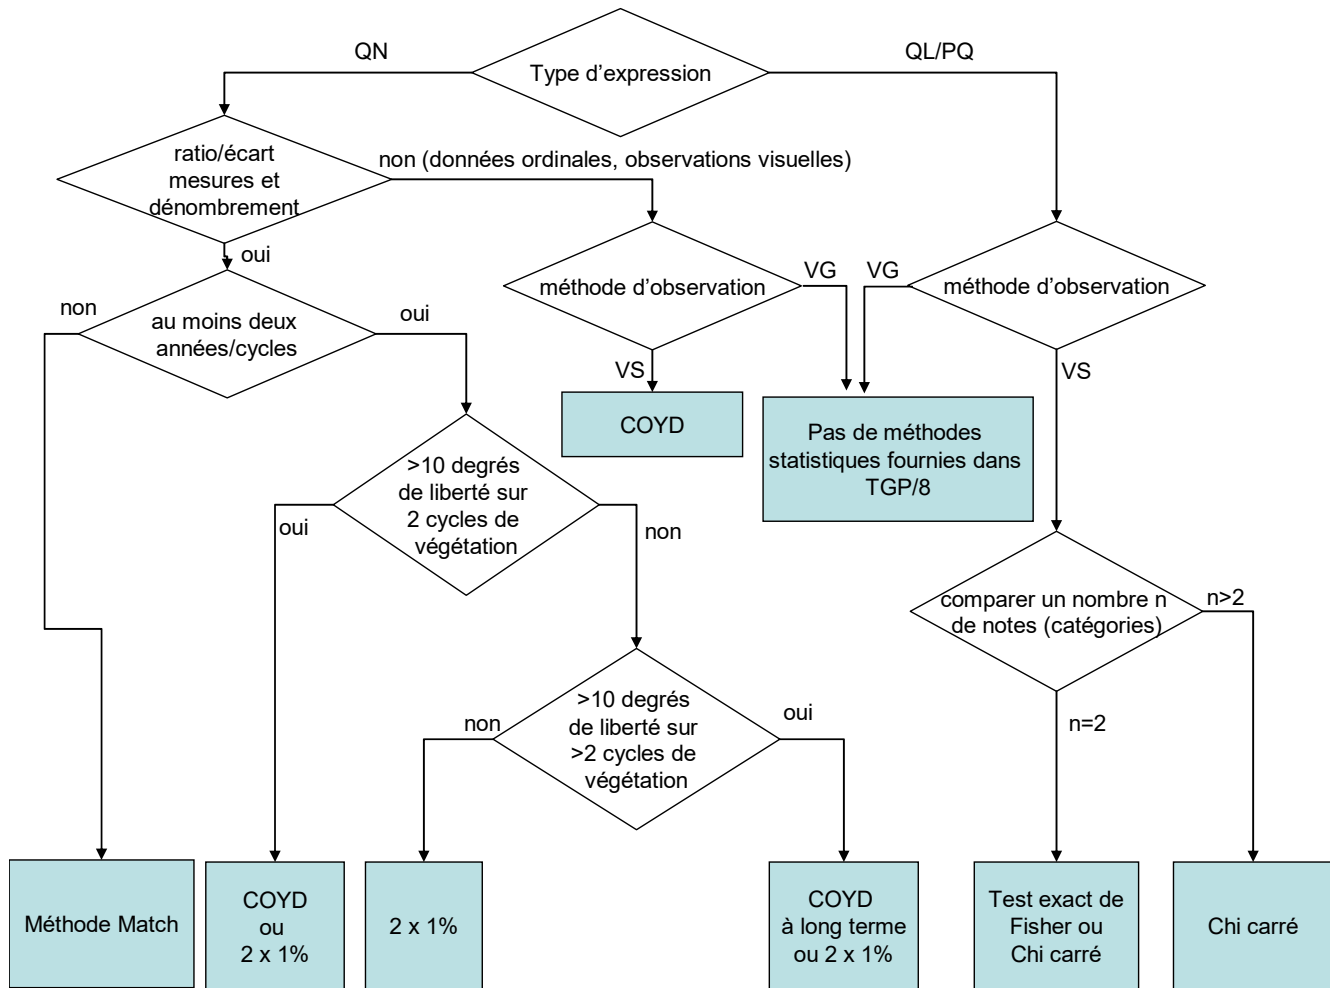 QN
Type d'expression
QL/PQ
ratio/écart
mesures et
dénombrement
non (données ordinales, observations visuelles)
oui
méthode d'observation
VG
VG
méthode d'observation
non
au moins deux
années/cycles
oui
VS
VS
COYD
Pas de méthodes
statistiques fournies dans
TGP/8
>10 degrés
de liberté sur
2 cycles de
végétation
oui
non
comparer un nombre n
de notes (catégories)
n>2
n=2
>10 degrés
de liberté sur
>2 cycles de
végétation
non
oui
Méthode Match
COYD
ou
2 x 1%
2 x 1%
COYD
à long terme
ou 2 x 1%
Test exact de
Fisher ou
Chi carré
Chi carré